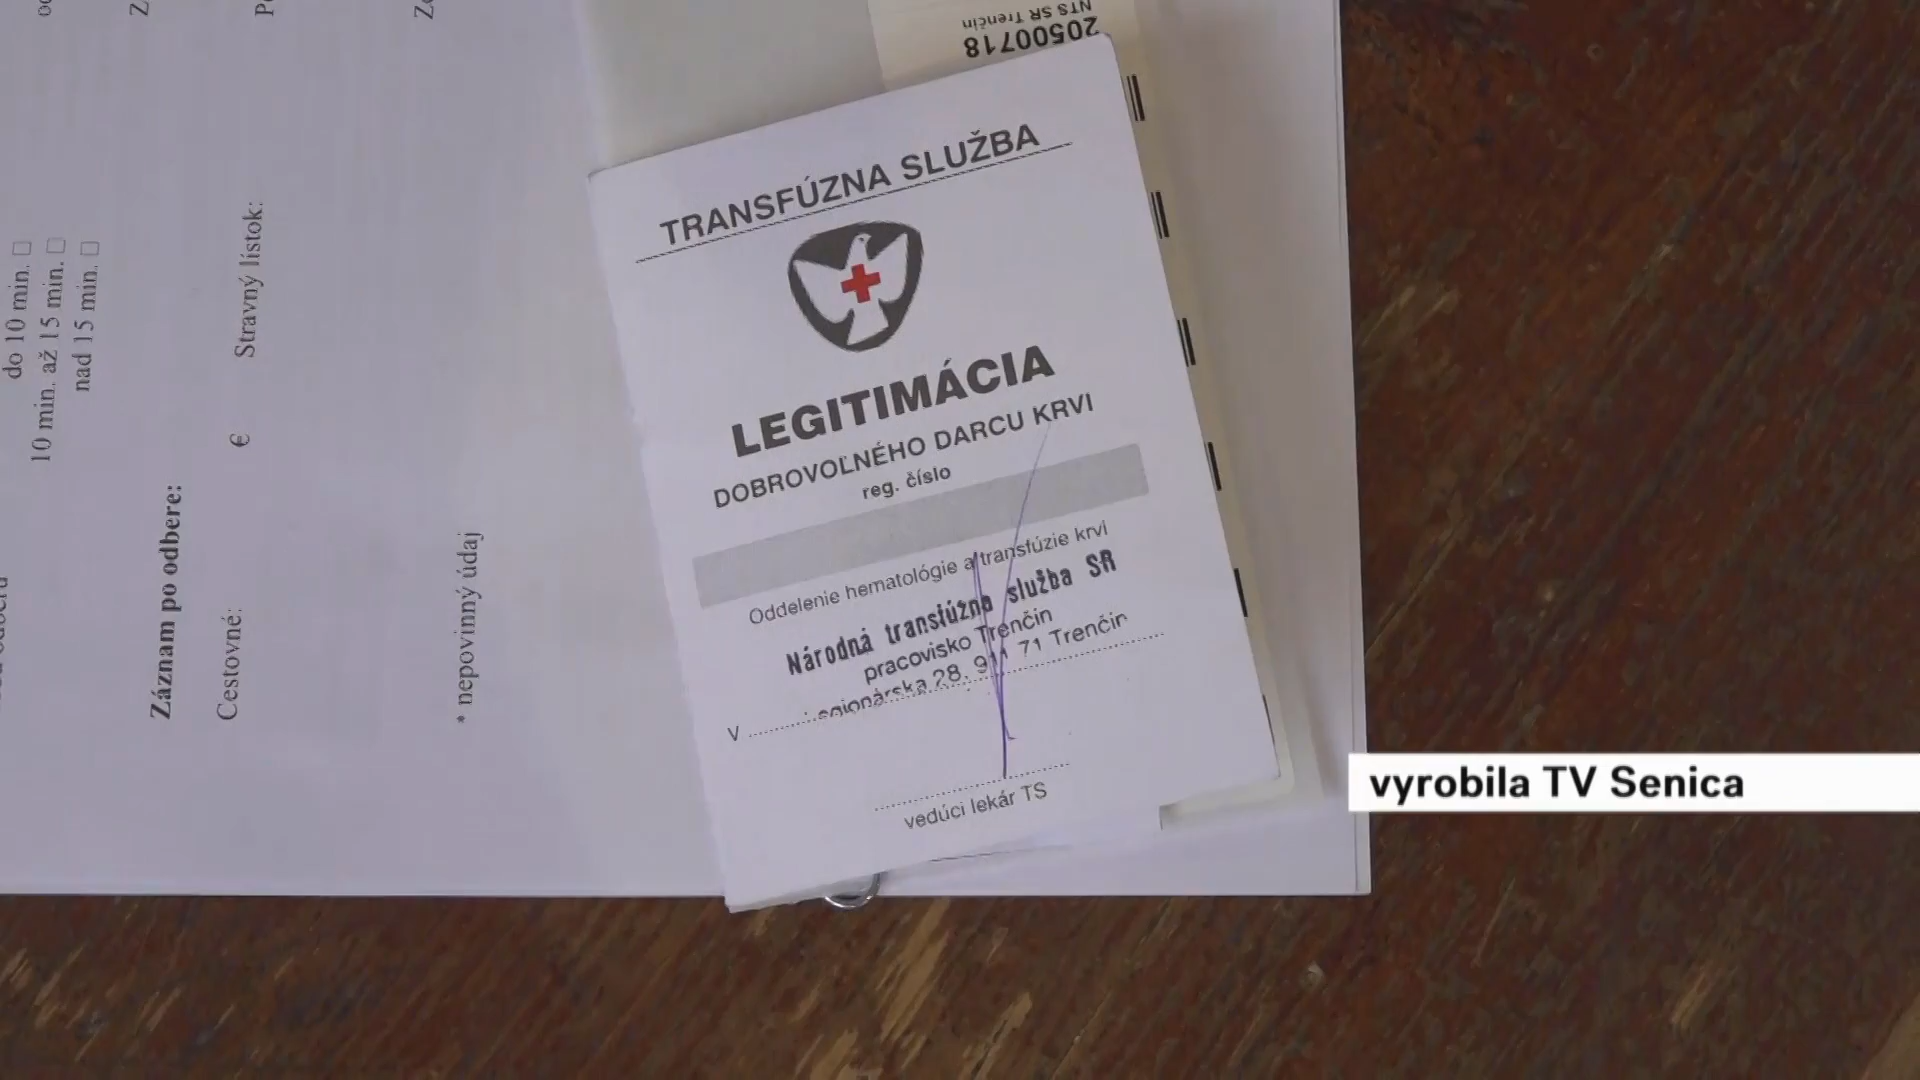 20500718
NTS SR Trenčín
TRANSFÚZNA SLUŽBA
LEGITIMÁCIA
DOBROVOĽNÉHO DARCU KRVI
reg. číslo
Oddelenie hematológie a transfúzie krvi
Národná transfúzna služba SR
pracovisko Trenčín
28, 911 71 Trenčín
V
vedúci lekár TS
do 10 min. ☐
10 min. až 15 min. ☐
nad 15 min. ☐
Záznam po odbere:
Cestovné: € Stravný lístok:
* nepovinný údaj
vyrobila TV Senica